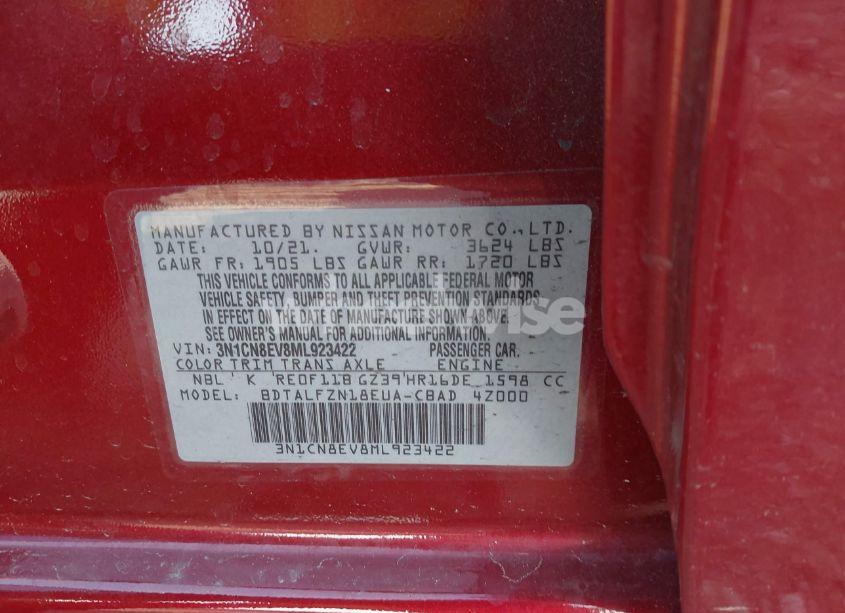 MANUFACTURED BY NISSAN MOTOR CO.,LTD.
DATE: 10/21. GVWR: 3624 LBS
GAWR FR: 1905 LBS GAWR RR: 1720 LBS
THIS VEHICLE CONFORMS TO ALL APPLICABLE FEDERAL MOTOR
VEHICLE SAFETY, BUMPER AND THEFT PREVENTION STANDARDS
IN EFFECT ON THE DATE OF MANUFACTURE SHOWN ABOVE.
SEE OWNER'S MANUAL FOR ADDITIONAL INFORMATION.
VIN: 3N1CN8EV8ML923422 PASSENGER CAR.
COLOR TRIM TRANS AXLE ENGINE
NBL K RE0F11B GZ39 HR16DE 1598 CC
MODEL: BDTALFZN18EUA-CBAD 4Z000
3N1CN8EV8ML923422